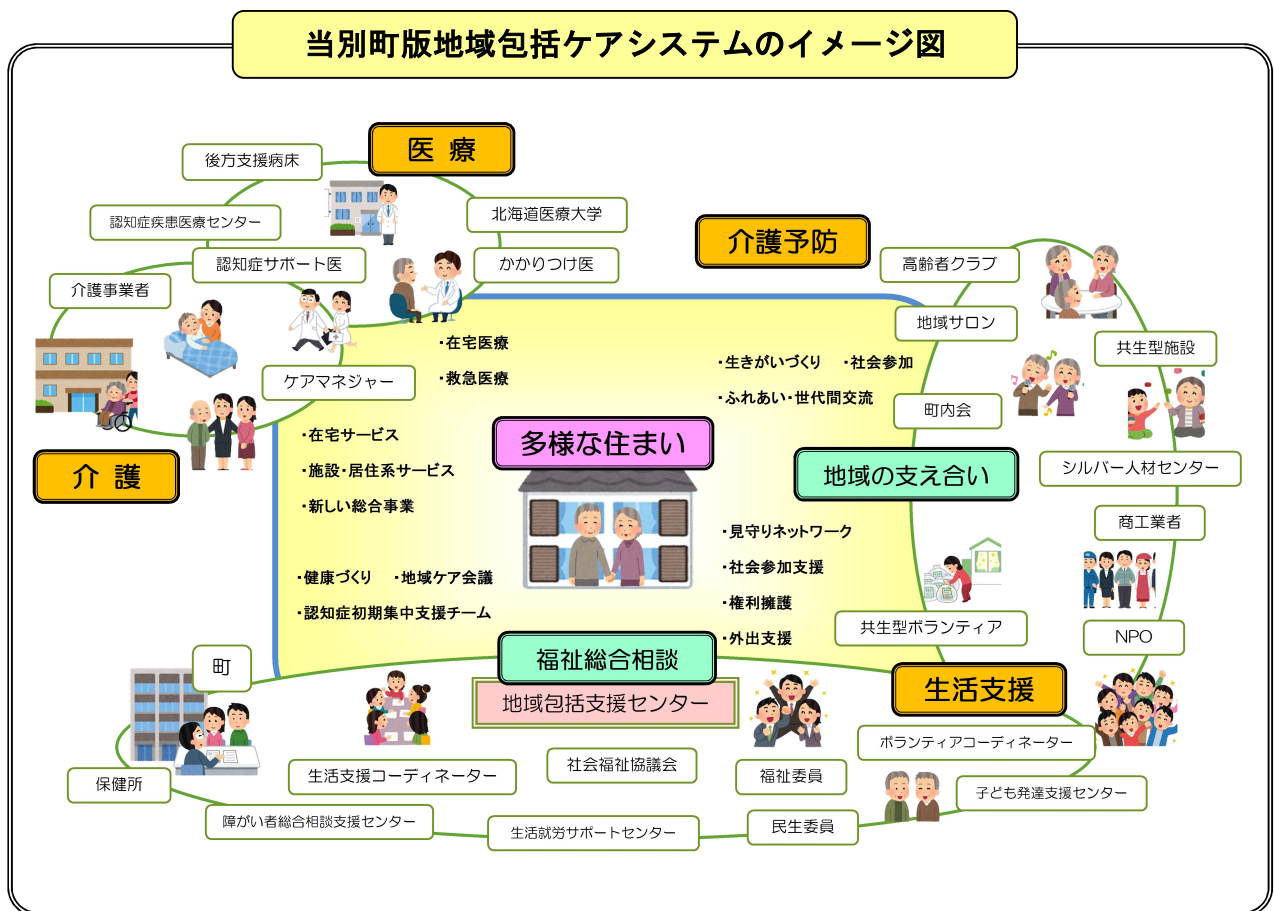 当別町版地域包括ケアシステムのイメージ図
医 療
後方支援病床
認知症疾患医療センター
北海道医療大学
認知症サポート医
かかりつけ医
介護事業者
ケアマネジャー
介 護
・在宅医療
・救急医療
・在宅サービス
・施設・居住系サービス
・新しい総合事業
介護予防
高齢者クラブ
地域サロン
共生型施設
・生きがいづくり ・社会参加
・ふれあい・世代間交流
町内会
多様な住まい
地域の支え合い
シルバー人材センター
商工業者
・見守りネットワーク
・社会参加支援
・権利擁護
・外出支援
・健康づくり ・地域ケア会議
・認知症初期集中支援チーム
共生型ボランティア
NPO
福祉総合相談
地域包括支援センター
生活支援
町
保健所
生活支援コーディネーター
社会福祉協議会
福祉委員
ボランティアコーディネーター
子ども発達支援センター
障がい者総合相談支援センター
生活就労サポートセンター
民生委員